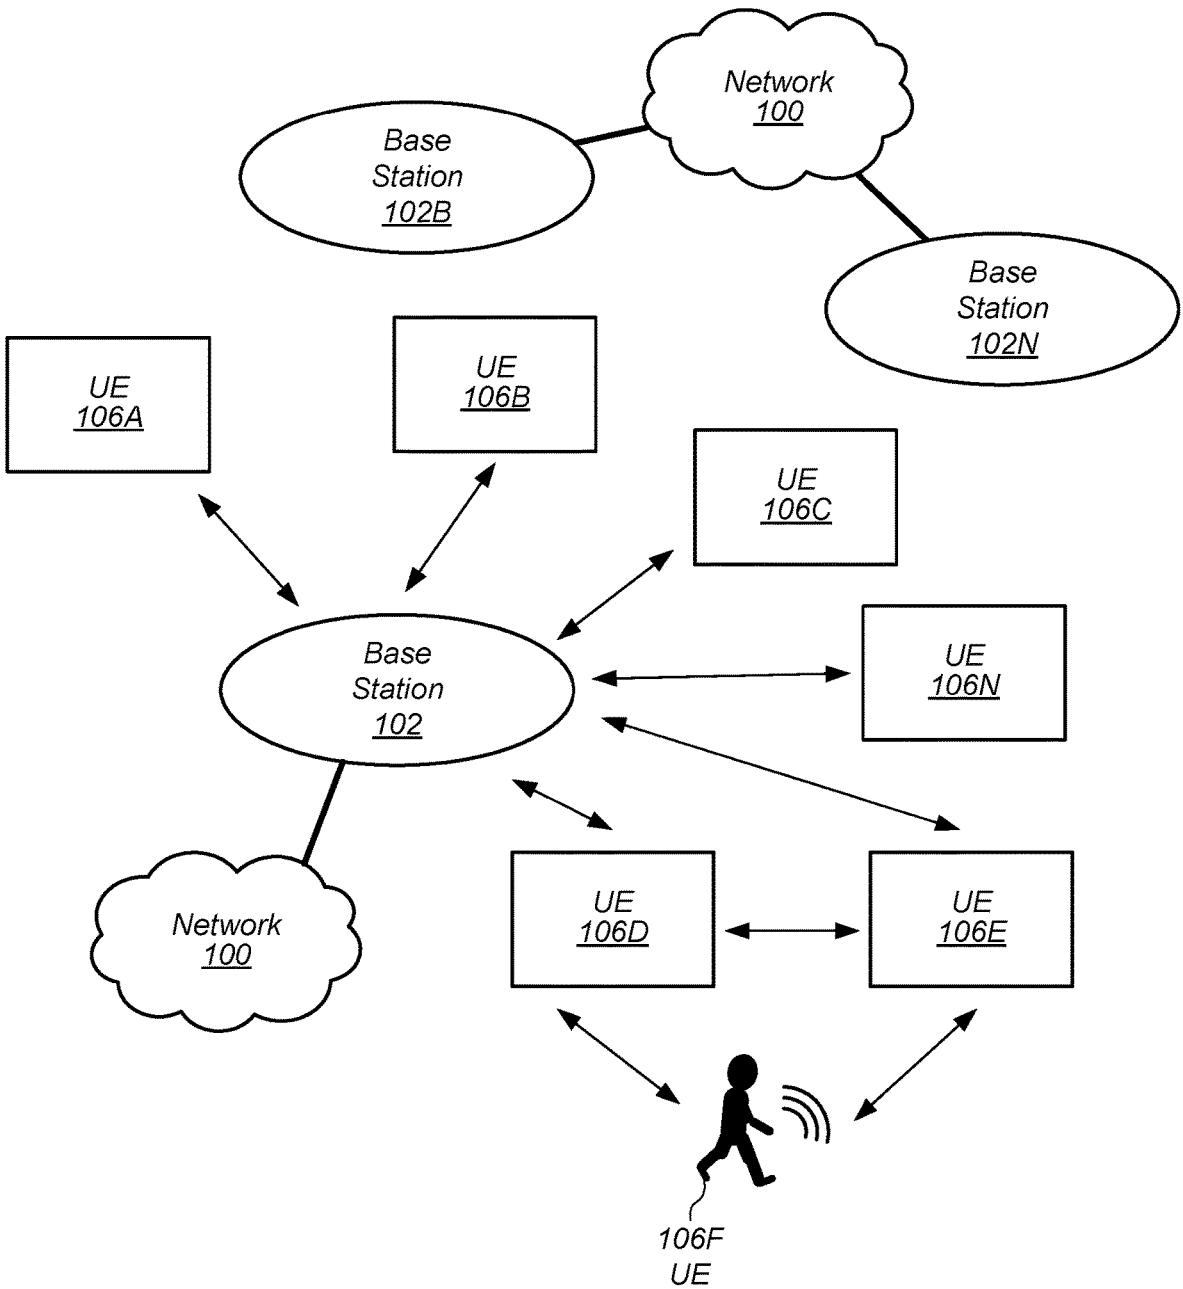 Network
100
Base
Station
102B
Base
Station
102N
UE
106A
UE
106B
UE
106C
UE
106N
Base
Station
102
UE
106D
UE
106E
Network
100
106F
UE